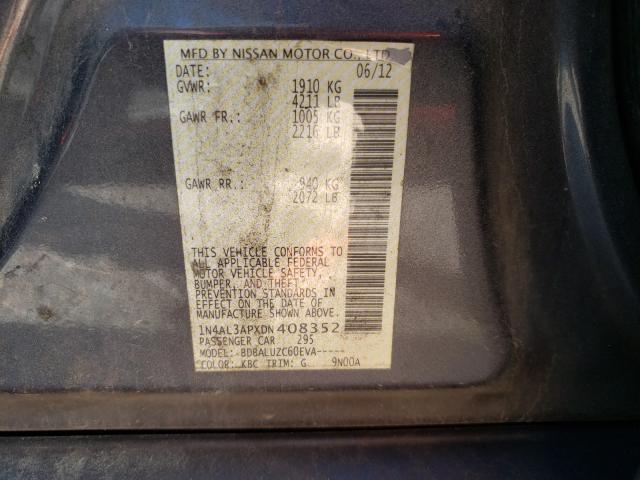 MFD BY NISSAN MOTOR CO., LTD
DATE: 06/12
GVWR: 1910 KG
4211 LB
GAWR FR.: 1005 KG
2216 LB
GAWR RR.: 940 KG
2072 LB
THIS VEHICLE CONFORMS TO
ALL APPLICABLE FEDERAL
MOTOR VEHICLE SAFETY,
BUMPER, AND THEFT
PREVENTION STANDARDS IN
EFFECT ON THE DATE OF
MANUFACTURE SHOWN ABOVE.
1N4AL3APXDN408352
PASSENGER CAR 295
MODEL: BDBALUZC60EVA-----
COLOR: KBC TRIM: G 9N00A